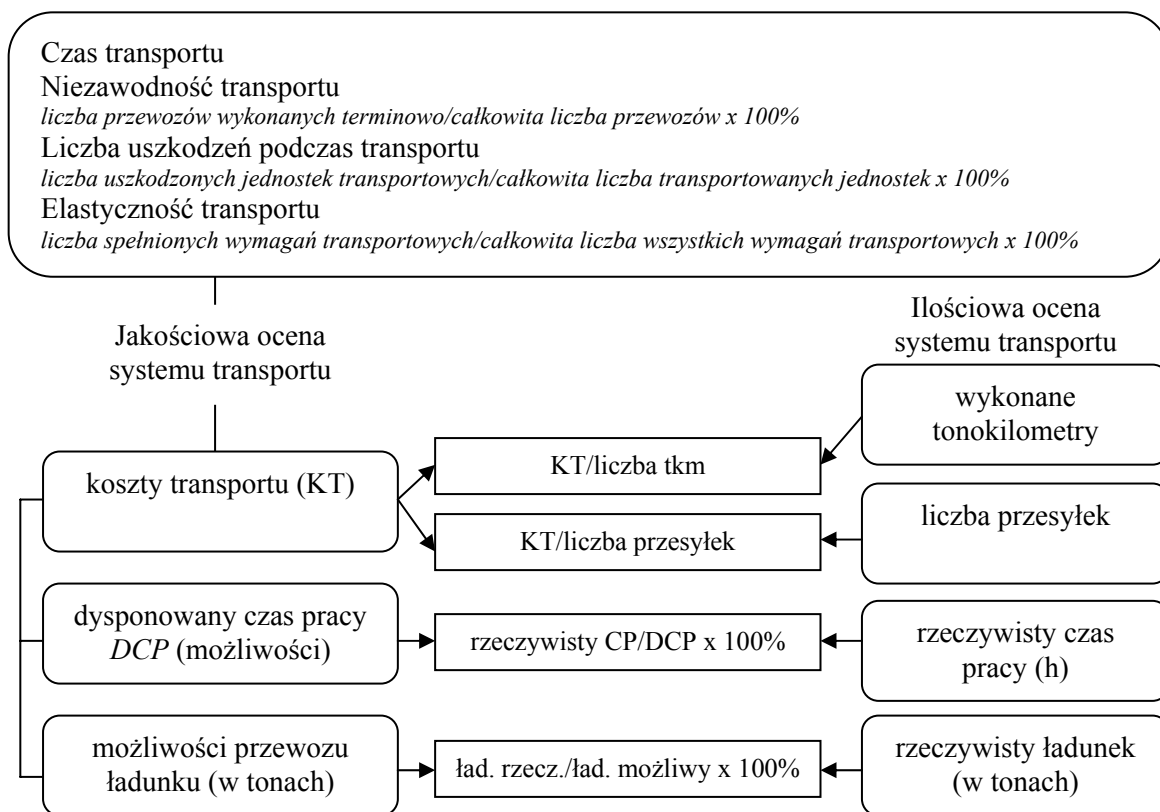 Czas transportu
Niezawodność transportu
liczba przewozów wykonanych terminowo/całkowita liczba przewozów x 100%
Liczba uszkodzeń podczas transportu
liczba uszkodzonych jednostek transportowych/całkowita liczba transportowanych jednostek x 100%
Elastyczność transportu
liczba spełnionych wymagań transportowych/całkowita liczba wszystkich wymagań transportowych x 100%
Jakościowa ocena
systemu transportu
Ilościowa ocena
systemu transportu
koszty transportu (KT)
KT/liczba tkm
wykonane
tonokilometry
KT/liczba przesyłek
liczba przesyłek
dysponowany czas pracy
DCP (możliwości)
rzeczywisty CP/DCP x 100%
rzeczywisty czas
pracy (h)
możliwości przewozu
ładunku (w tonach)
ład. rzecz./ład. możliwy x 100%
rzeczywisty ładunek
(w tonach)